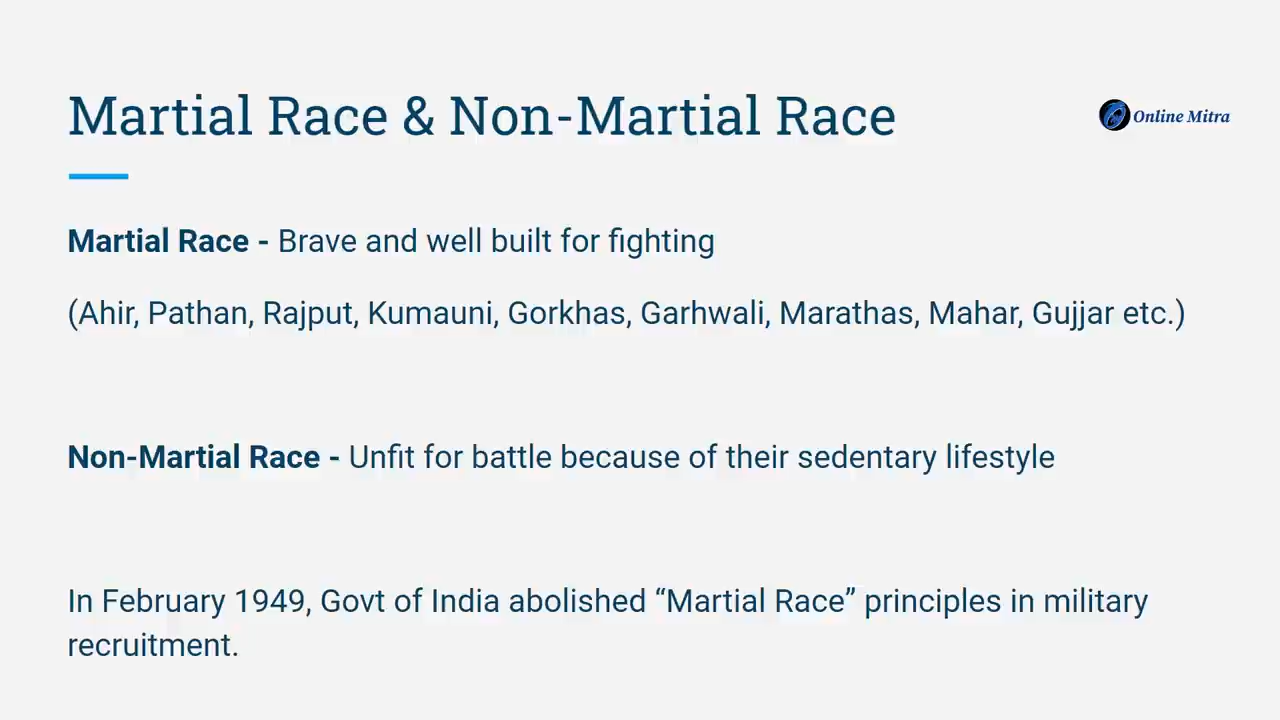 Martial Race & Non-Martial Race
Online Mitra
Martial Race - Brave and well built for fighting
(Ahir, Pathan, Rajput, Kumauni, Gorkhas, Garhwali, Marathas, Mahar, Gujjar etc.)
Non-Martial Race - Unfit for battle because of their sedentary lifestyle
In February 1949, Govt of India abolished “Martial Race” principles in military
recruitment.